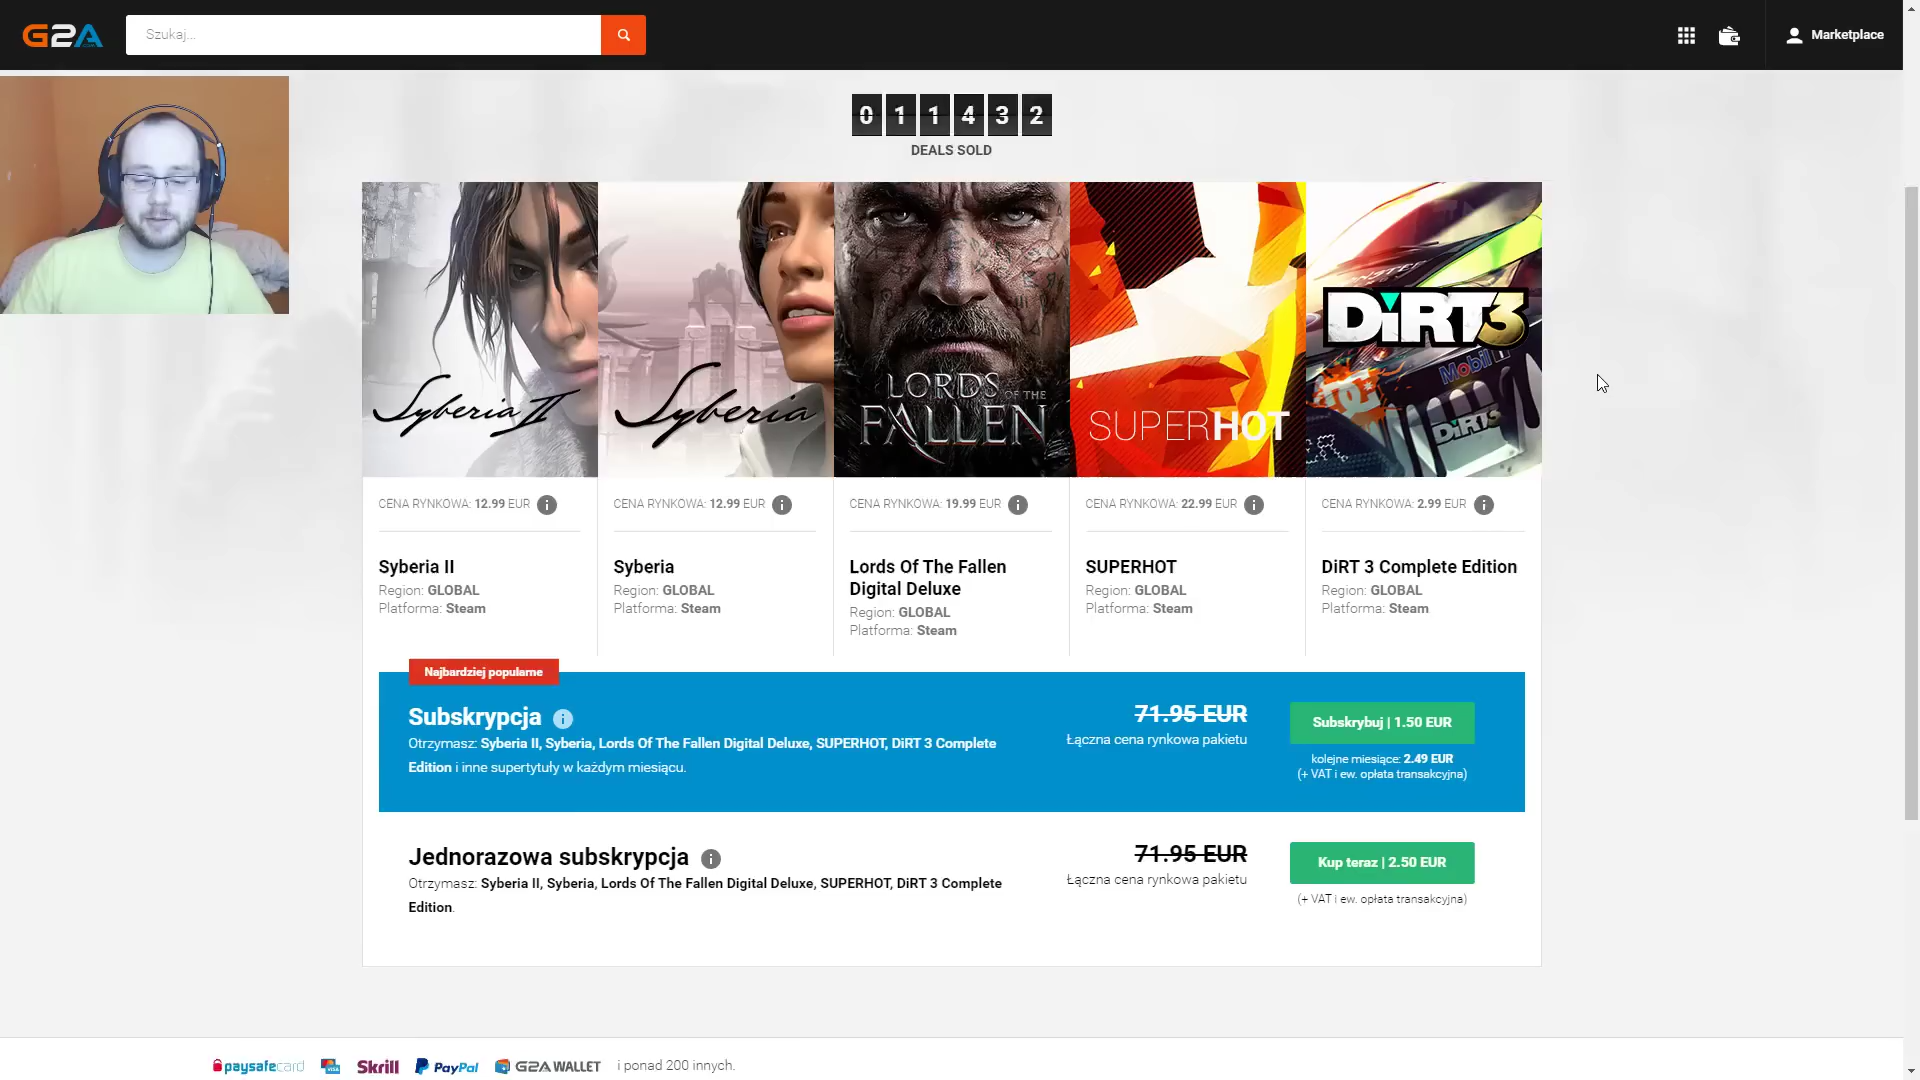 G2A
Szukaj...
Marketplace
011432
DEALS SOLD
Syberia II
Syberia
LORDS OF THE
FALLEN
SUPERHOT
DiRT3
Mobil 1
DiRT3
CENA RYNKOWA: 12.99 EUR
CENA RYNKOWA: 12.99 EUR
CENA RYNKOWA: 19.99 EUR
CENA RYNKOWA: 22.99 EUR
CENA RYNKOWA: 2.99 EUR
Syberia II
Region: GLOBAL
Platforma: Steam
Syberia
Region: GLOBAL
Platforma: Steam
Lords Of The Fallen
Digital Deluxe
Region: GLOBAL
Platforma: Steam
SUPERHOT
Region: GLOBAL
Platforma: Steam
DiRT 3 Complete Edition
Region: GLOBAL
Platforma: Steam
Najbardziej popularne
Subskrypcja
Otrzymasz: Syberia II, Syberia, Lords Of The Fallen Digital Deluxe, SUPERHOT, DiRT 3 Complete
Edition i inne supertytuły w każdym miesiącu.
71.95 EUR
Łączna cena rynkowa pakietu
Subskrybuj | 1.50 EUR
kolejne miesiące: 2.49 EUR
(+ VAT i ew. opłata transakcyjna)
Jednorazowa subskrypcja
Otrzymasz: Syberia II, Syberia, Lords Of The Fallen Digital Deluxe, SUPERHOT, DiRT 3 Complete
Edition.
71.95 EUR
Łączna cena rynkowa pakietu
Kup teraz | 2.50 EUR
(+ VAT i ew. opłata transakcyjna)
paysafecard
VISA
Skrill
PayPal
G2A WALLET
i ponad 200 innych.